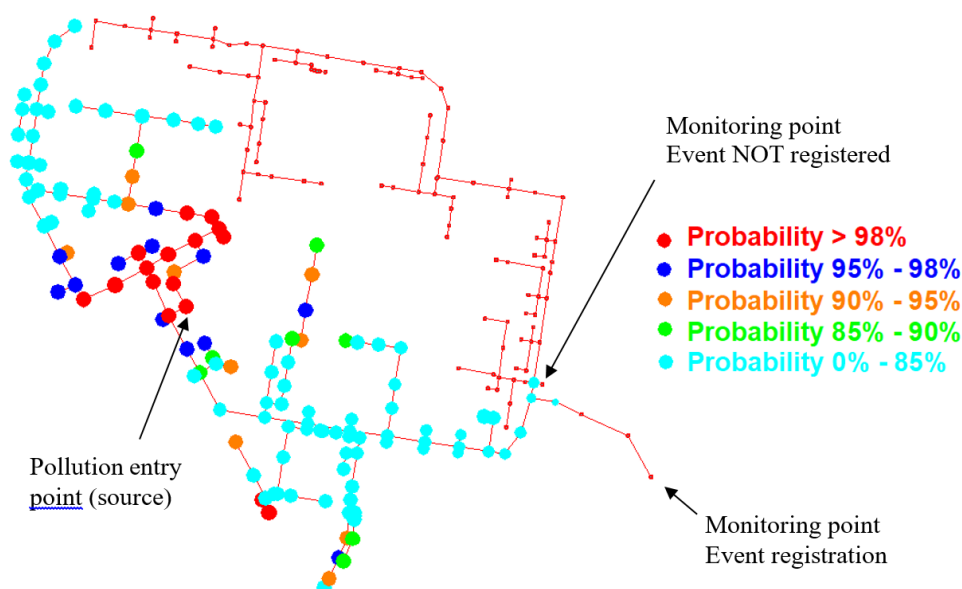 Monitoring point
Event NOT registered
Probability > 98%
Probability 95% - 98%
Probability 90% - 95%
Probability 85% - 90%
Probability 0% - 85%
Pollution entry
point (source)
Monitoring point
Event registration